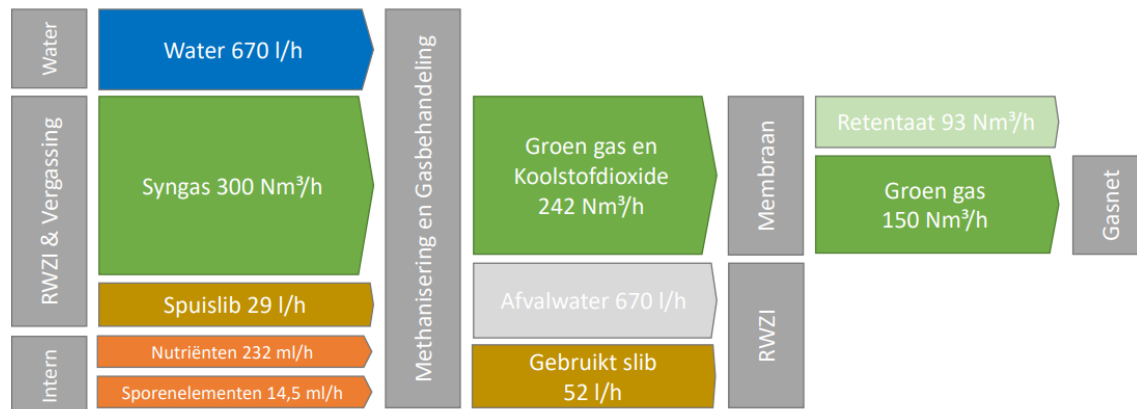 Water
Water 670 l/h
RWZI & Vergassing
Syngas 300 Nm³/h
Spuislib 29 l/h
Intern
Nutriënten 232 ml/h
Sporenelementen 14,5 ml/h
Methanisering en Gasbehandeling
Groen gas en
Koolstofdioxide
242 Nm³/h
Afvalwater 670 l/h
Gebruikt slib
52 l/h
Membraan
RWZI
Retentaat 93 Nm³/h
Groen gas
150 Nm³/h
Gasnet